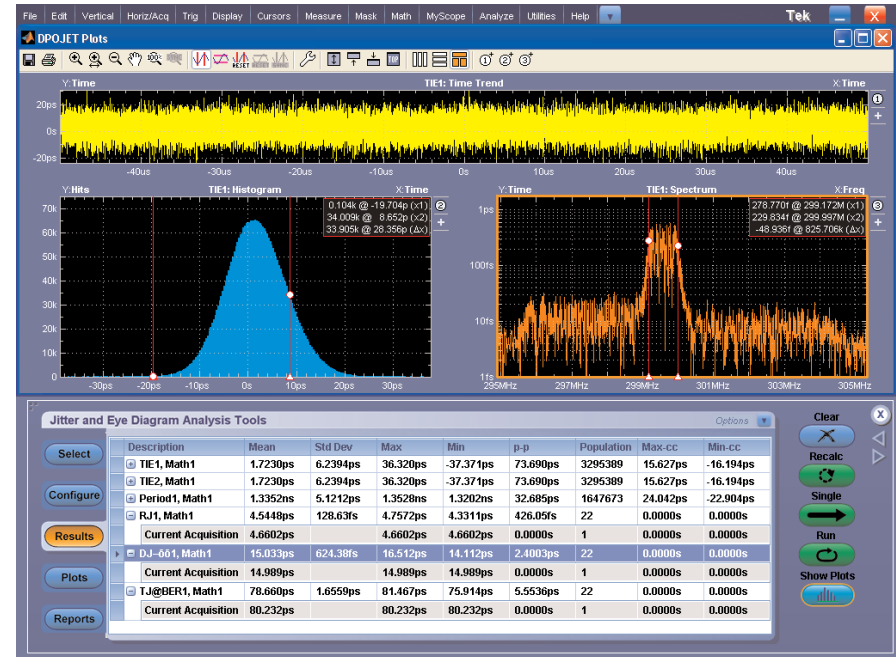 File Edit Vertical Horiz/Acq Trig Display Cursors Measure Mask Math MyScope Analyze Utilities Help Tek
DPOJET Plots
RESET TOP 1 2 3
Y:Time TIE1: Time Trend X:Time
20ps
0s
-20ps
-40us -30us -20us -10us 0s 10us 20us 30us 40us
1
+
Y:Hits TIE1: Histogram X:Time
0.104k @ -19.704p (x1)
34.009k @ 8.652p (x2)
33.905k @ 28.356p (Δx)
70k
60k
50k
40k
30k
20k
10k
0
-30ps -20ps -10ps 0s 10ps 20ps 30ps
2
+
Y:Time TIE1: Spectrum X:Freq
278.770f @ 299.172M (x1)
229.834f @ 299.997M (x2)
-48.936f @ 825.706k (Δx)
1ps
100fs
10fs
1fs
295MHz 297MHz 299MHz 301MHz 303MHz 305MHz
3
+
Jitter and Eye Diagram Analysis Tools Options
Select
Configure
Results
Plots
Reports
Description Mean Std Dev Max Min p-p Population Max-cc Min-cc
TIE1, Math1 1.7230ps 6.2394ps 36.320ps -37.371ps 73.690ps 3295389 15.627ps -16.194ps
TIE2, Math1 1.7230ps 6.2394ps 36.320ps -37.371ps 73.690ps 3295389 15.627ps -16.194ps
Period1, Math1 1.3352ns 5.1212ps 1.3528ns 1.3202ns 32.685ps 1647673 24.042ps -22.904ps
RJ1, Math1 4.5448ps 128.63fs 4.7572ps 4.3311ps 426.05fs 22 0.0000s 0.0000s
Current Acquisition 4.6602ps 4.6602ps 4.6602ps 0.0000s 1 0.0000s 0.0000s
DJ-δδ1, Math1 15.033ps 624.38fs 16.512ps 14.112ps 2.4003ps 22 0.0000s 0.0000s
Current Acquisition 14.989ps 14.989ps 14.989ps 0.0000s 1 0.0000s 0.0000s
TJ@BER1, Math1 78.660ps 1.6559ps 81.467ps 75.914ps 5.5536ps 22 0.0000s 0.0000s
Current Acquisition 80.232ps 80.232ps 80.232ps 0.0000s 1 0.0000s 0.0000s
Clear
Recalc
Single
Run
Show Plots